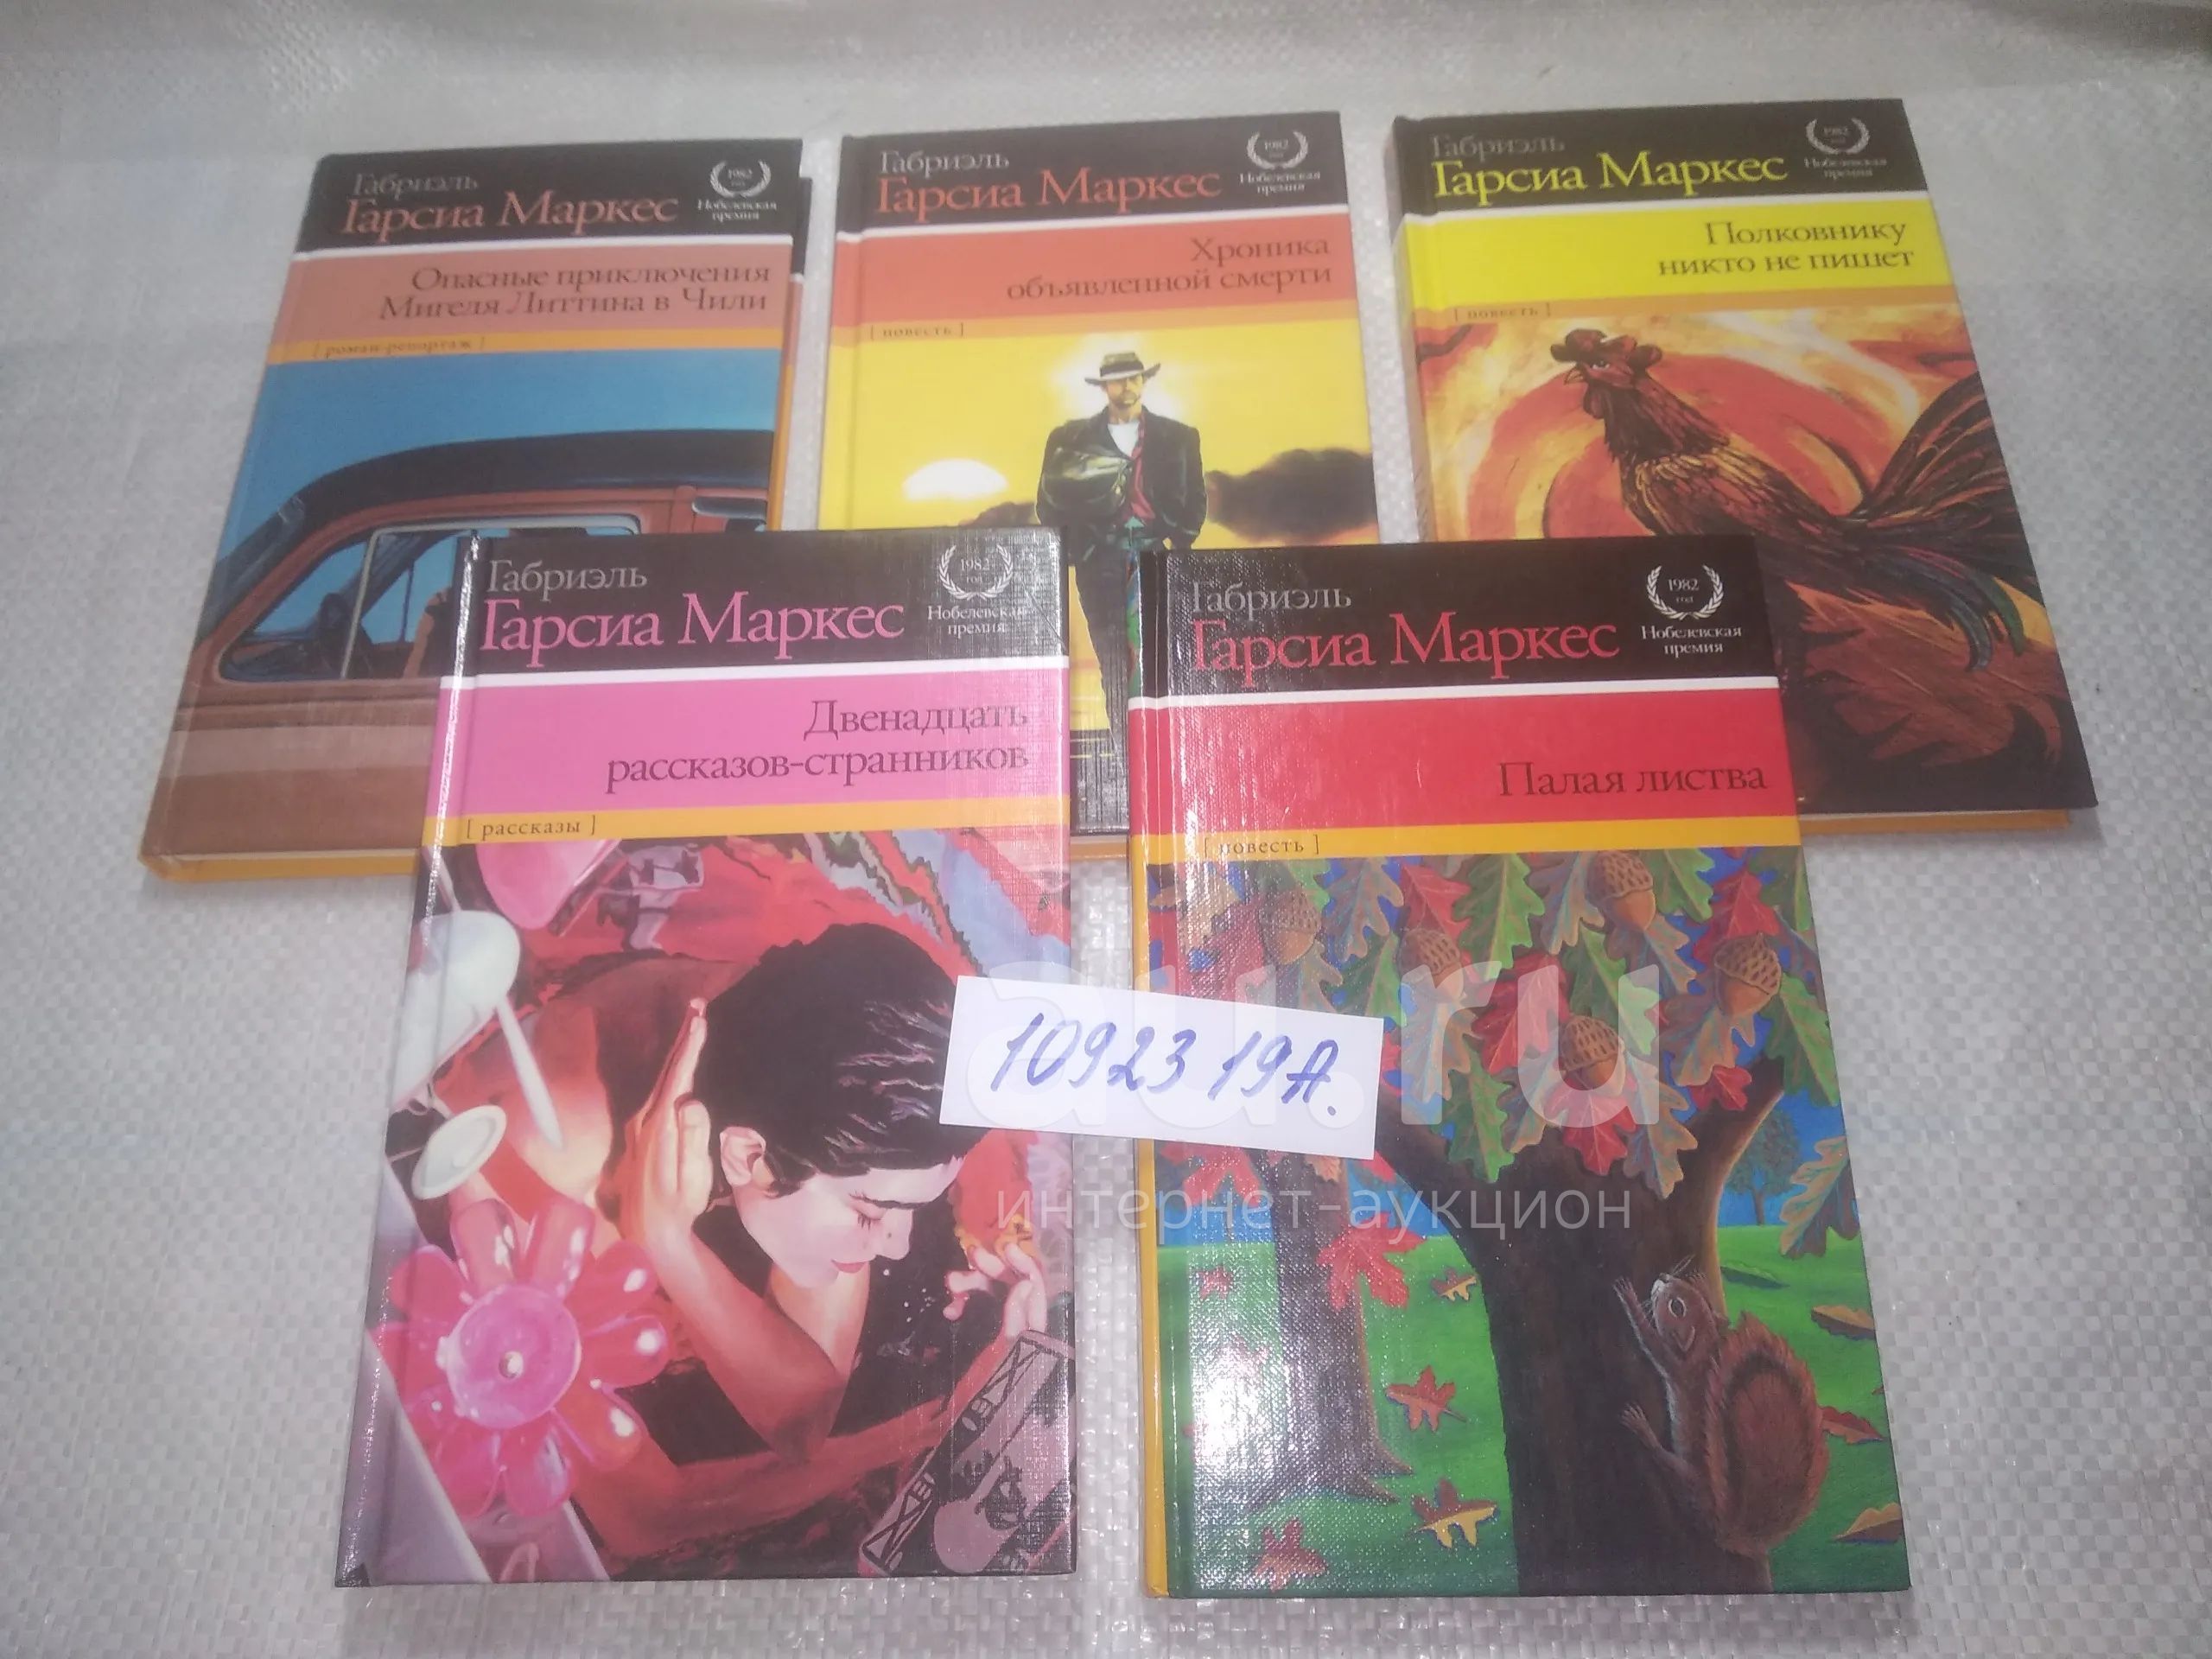 Габриэль
Гарсиа Маркес
1982
год
Нобелевская
премия
Опасные приключения
Мигеля Литтина в Чили
[ роман-репортаж ]
Габриэль
Гарсиа Маркес
1982
год
Нобелевская
премия
Хроника
объявленной смерти
[ повесть ]
Габриэль
Гарсиа Маркес
1982
год
Нобелевская
премия
Полковнику
никто не пишет
[ повесть ]
Габриэль
Гарсиа Маркес
1982
год
Нобелевская
премия
Двенадцать
рассказов-странников
[ рассказы ]
Габриэль
Гарсиа Маркес
1982
год
Нобелевская
премия
Палая листва
[ повесть ]
10923 19А.
au.ru
интернет-аукцион